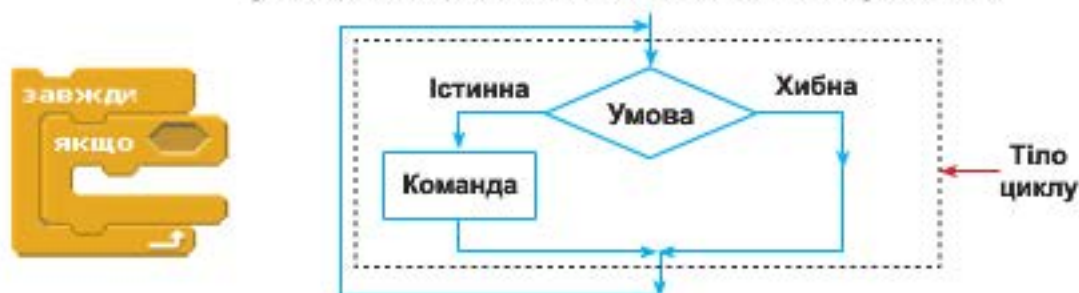 завжди
якщо
Істинна
Умова
Хибна
Команда
Тіло
циклу